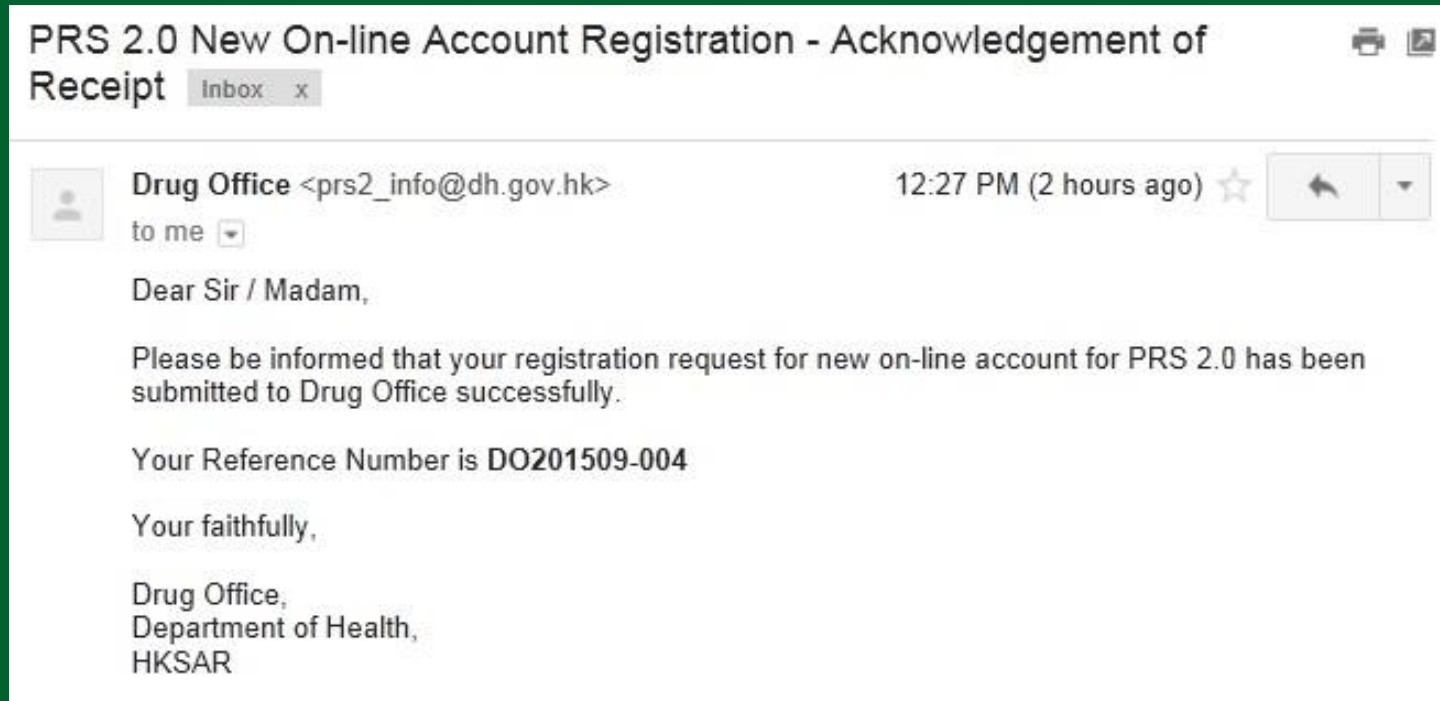 PRS 2.0 New On-line Account Registration - Acknowledgement of
Receipt Inbox x
Drug Office <prs2_info@dh.gov.hk> 12:27 PM (2 hours ago)
to me
Dear Sir / Madam,
Please be informed that your registration request for new on-line account for PRS 2.0 has been
submitted to Drug Office successfully.
Your Reference Number is DO201509-004
Your faithfully,
Drug Office,
Department of Health,
HKSAR